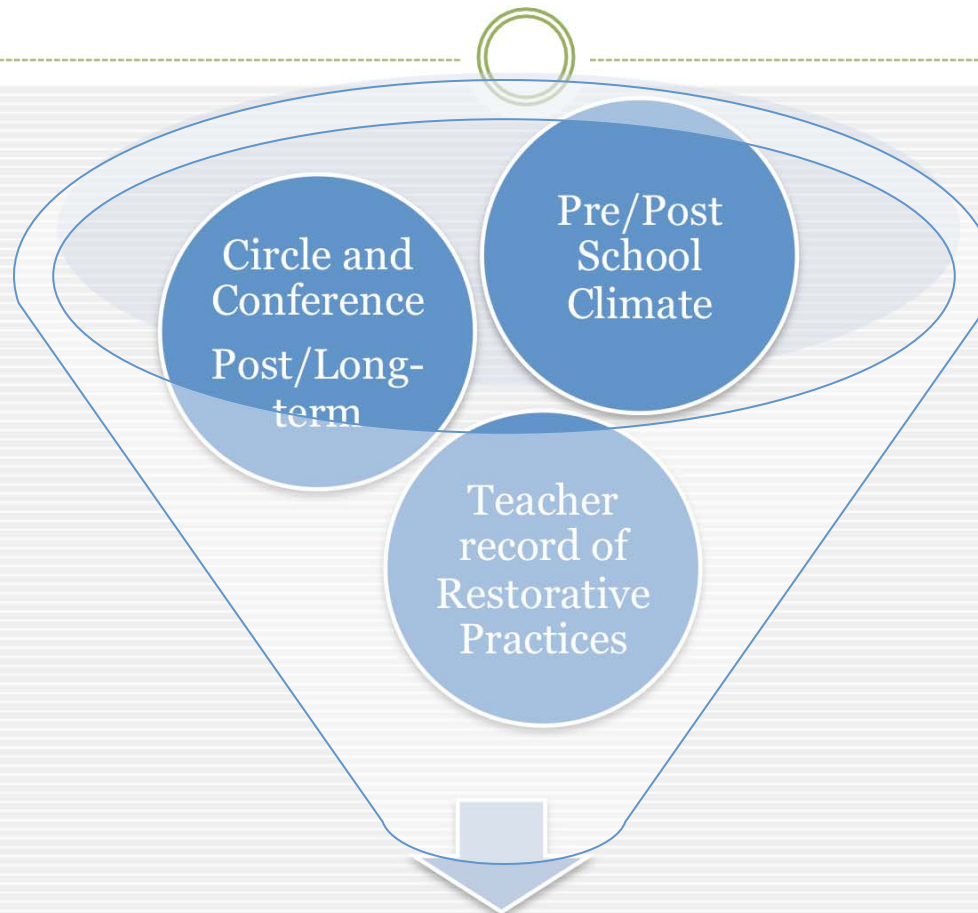 Circle and
Conference
Post/Long-
term
Pre/Post
School
Climate
Teacher
record of
Restorative
Practices